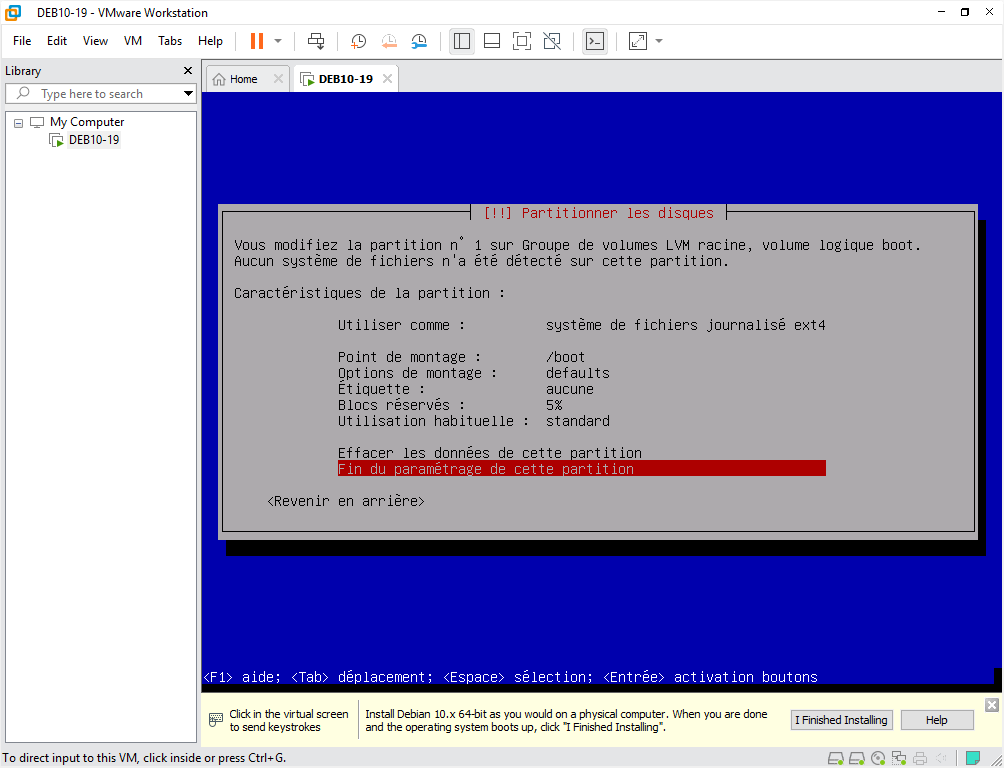 DEB10-19 - VMware Workstation
File Edit View VM Tabs Help
Library
Type here to search
My Computer
DEB10-19
Home
DEB10-19
[!!] Partitionner les disques
Vous modifiez la partition n° 1 sur Groupe de volumes LVM racine, volume logique boot.
Aucun système de fichiers n'a été détecté sur cette partition.
Caractéristiques de la partition :
Utiliser comme : système de fichiers journalisé ext4
Point de montage : /boot
Options de montage : defaults
Étiquette : aucune
Blocs réservés : 5%
Utilisation habituelle : standard
Effacer les données de cette partition
Fin du paramétrage de cette partition
<Revenir en arrière>
<F1> aide; <Tab> déplacement; <Espace> sélection; <Entrée> activation boutons
Click in the virtual screen
to send keystrokes
Install Debian 10.x 64-bit as you would on a physical computer. When you are done
and the operating system boots up, click "I Finished Installing".
I Finished Installing
Help
To direct input to this VM, click inside or press Ctrl+G.